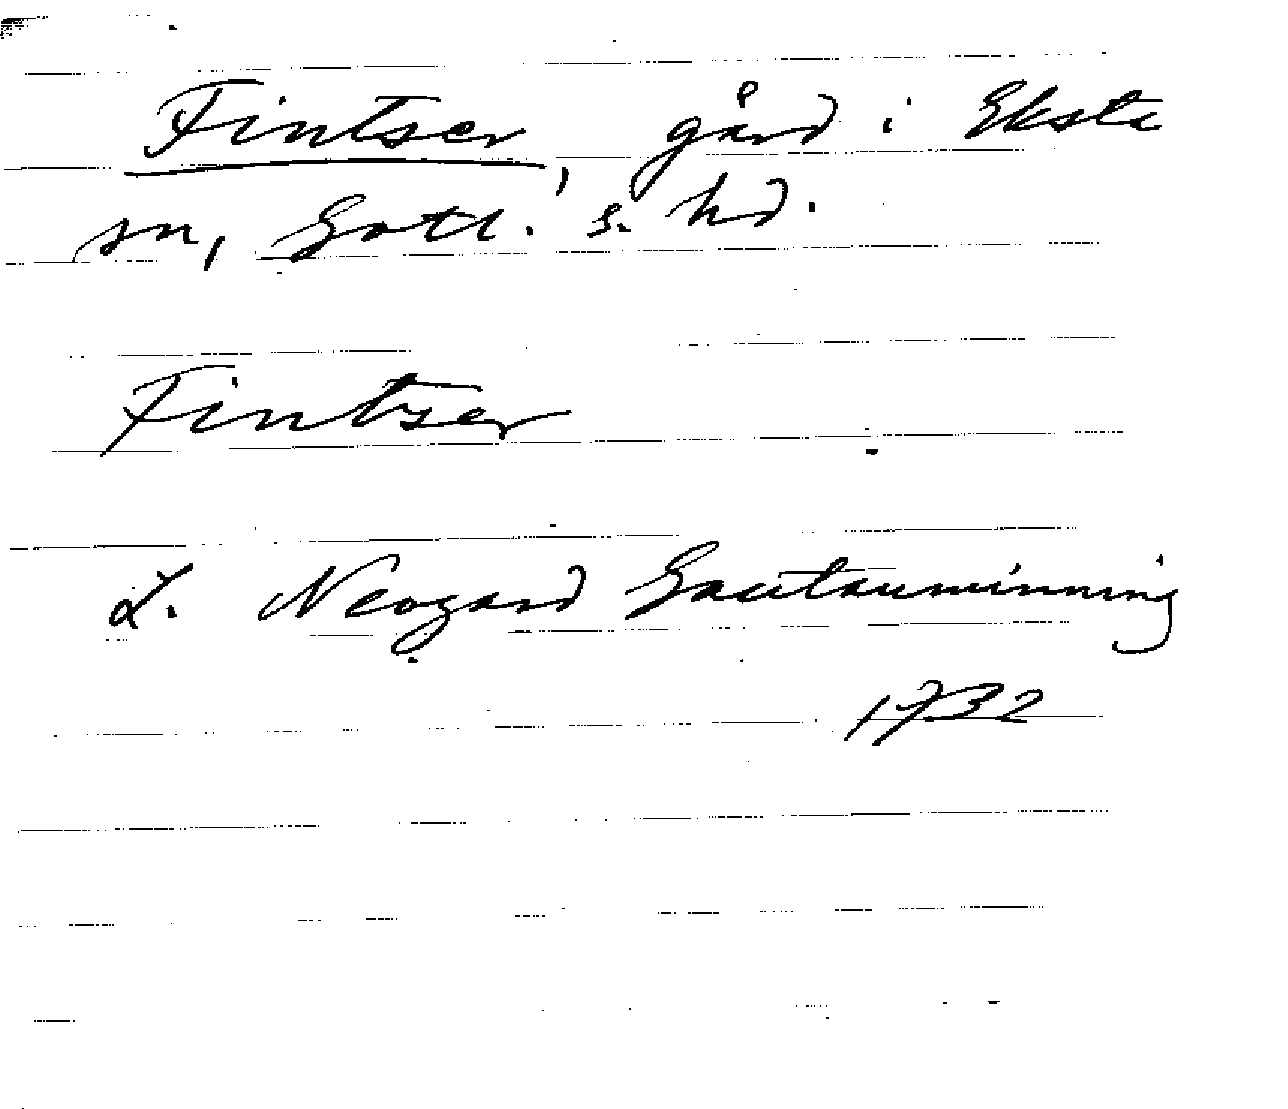 Fintser, gård i Eksta
sn, Gotl. s. hd.
Fintser
L. Neogard Gautauminning
1732